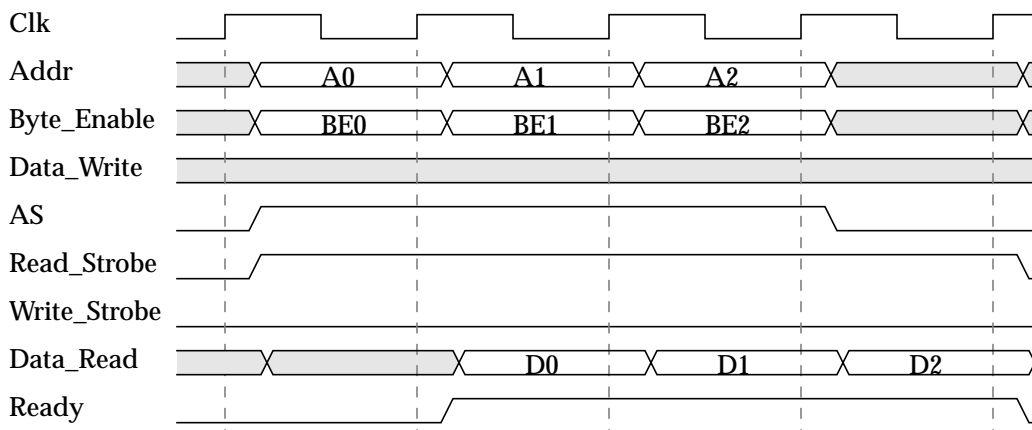 Clk
Addr A0 A1 A2
Byte_Enable BE0 BE1 BE2
Data_Write
AS
Read_Strobe
Write_Strobe
Data_Read D0 D1 D2
Ready